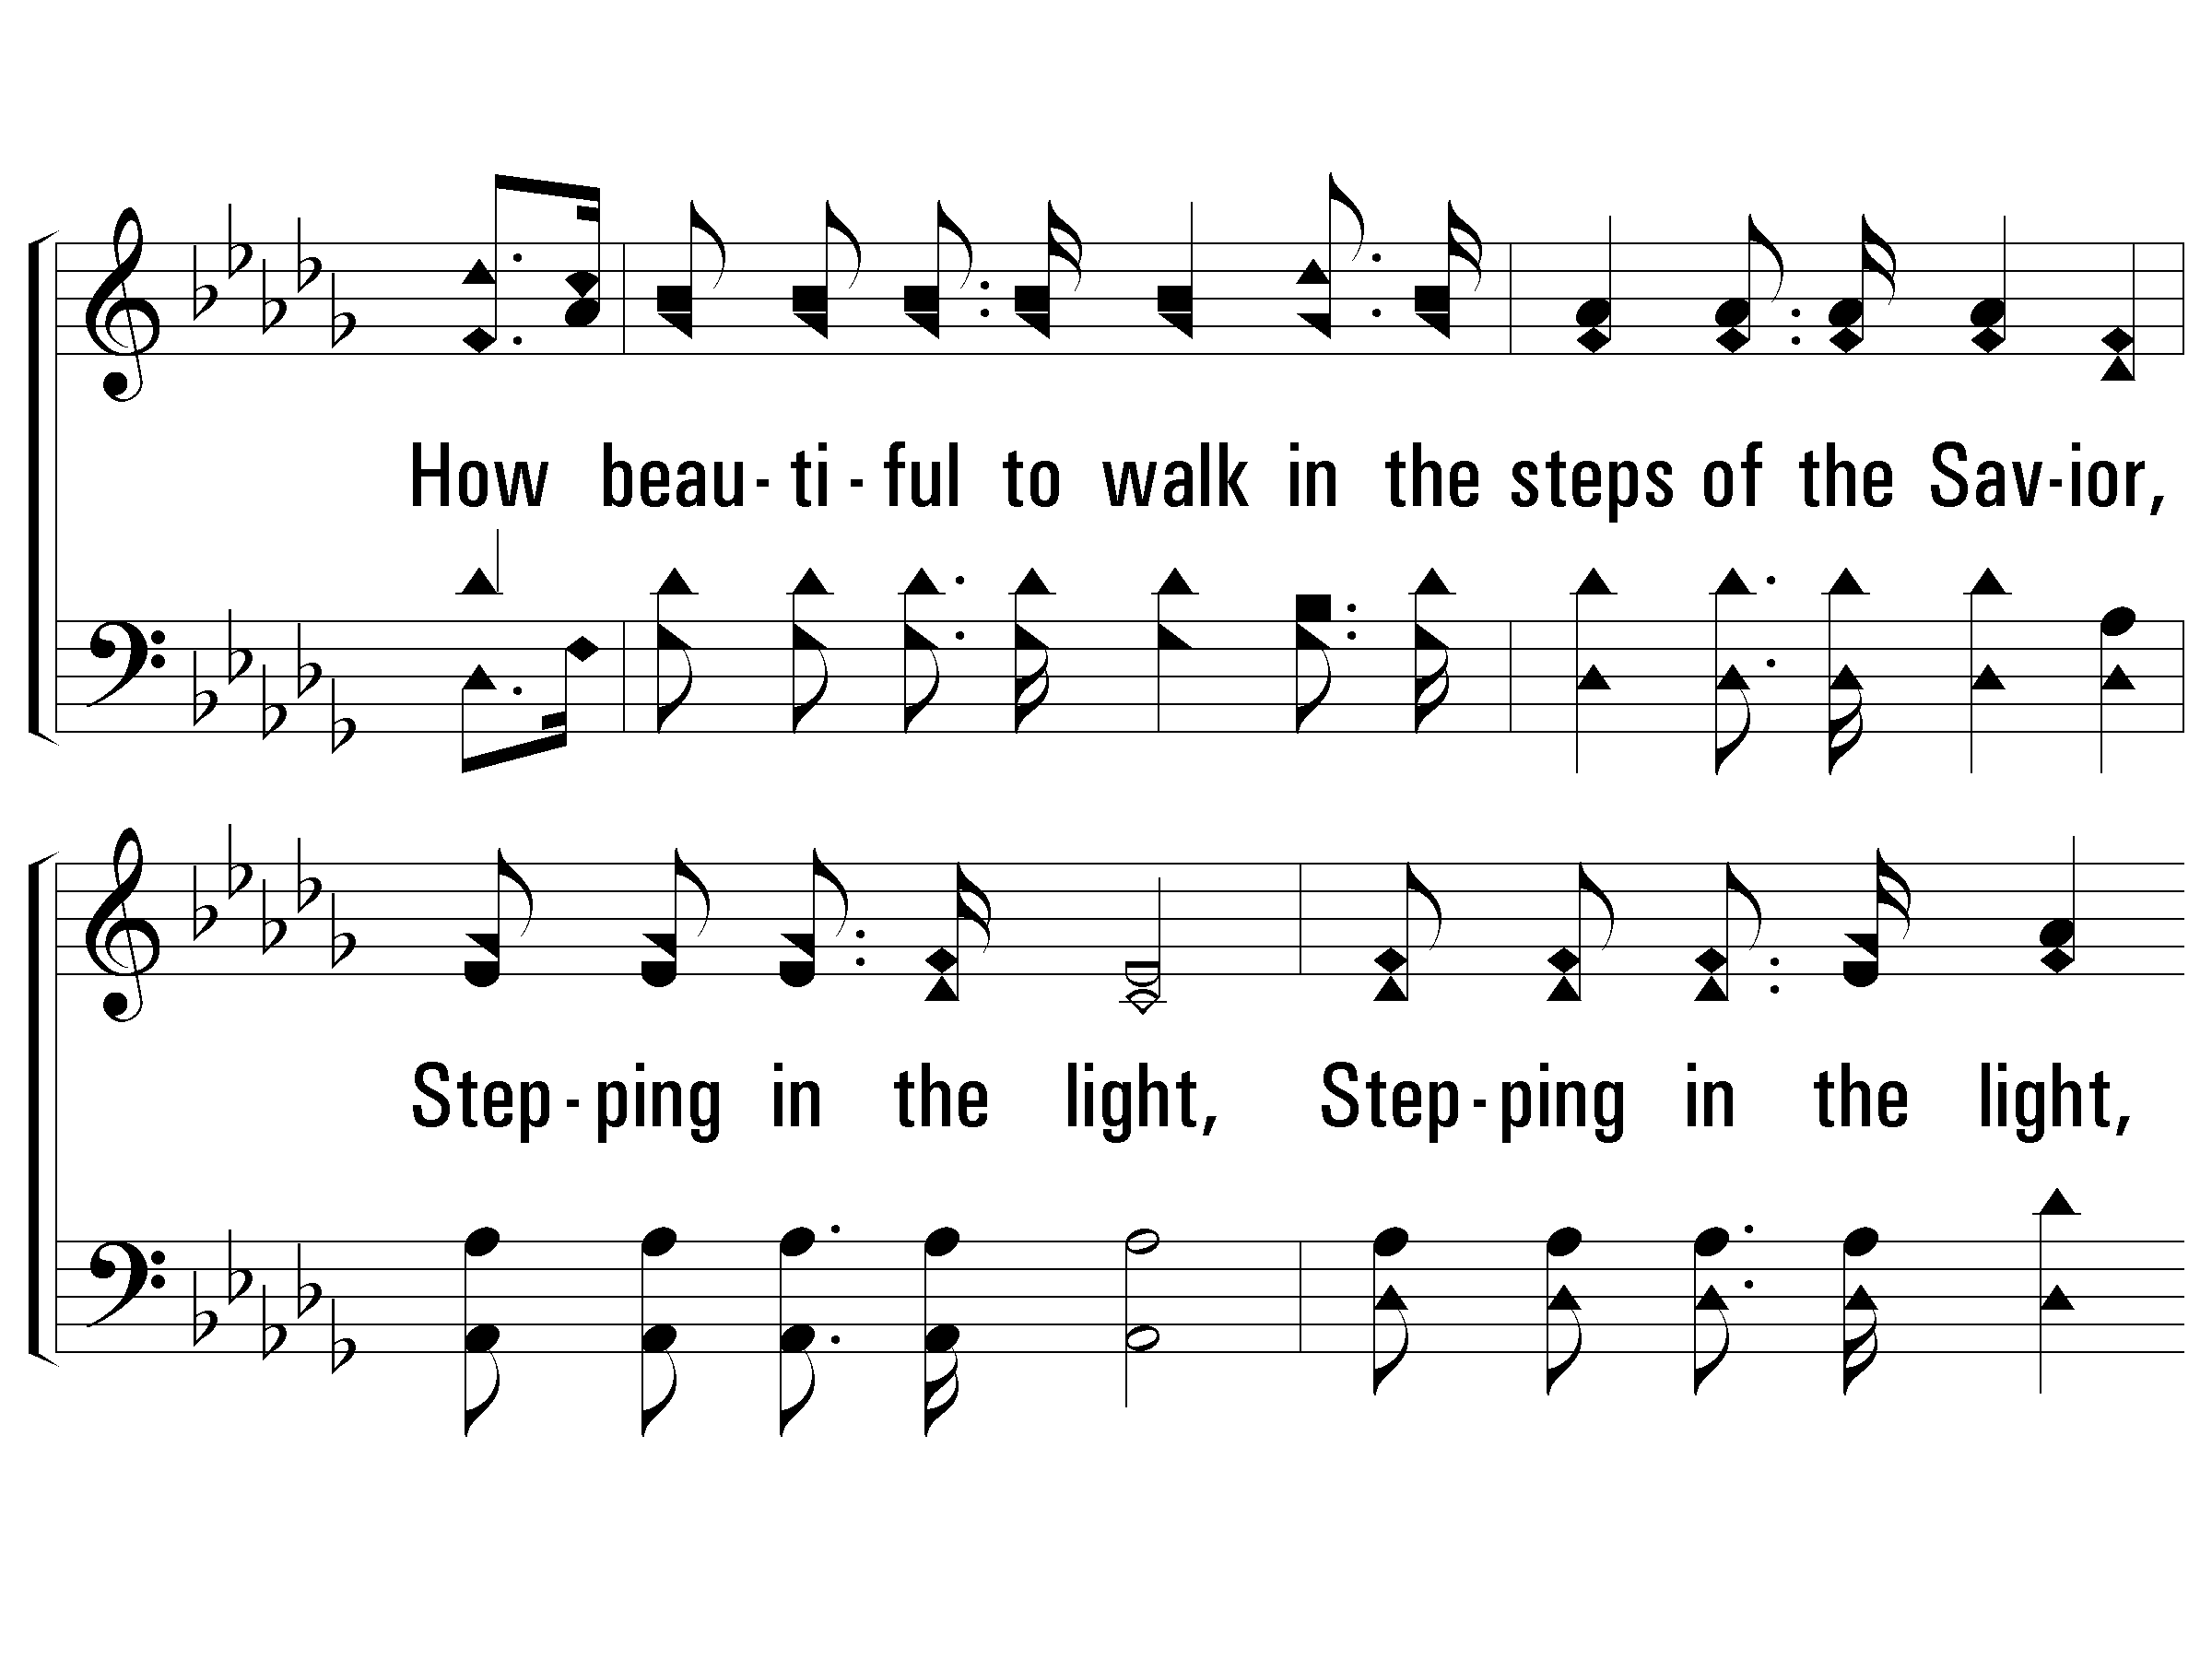 How beau - ti - ful to walk in the steps of the Sav - ior,
Step - ping in the light, Step - ping in the light,